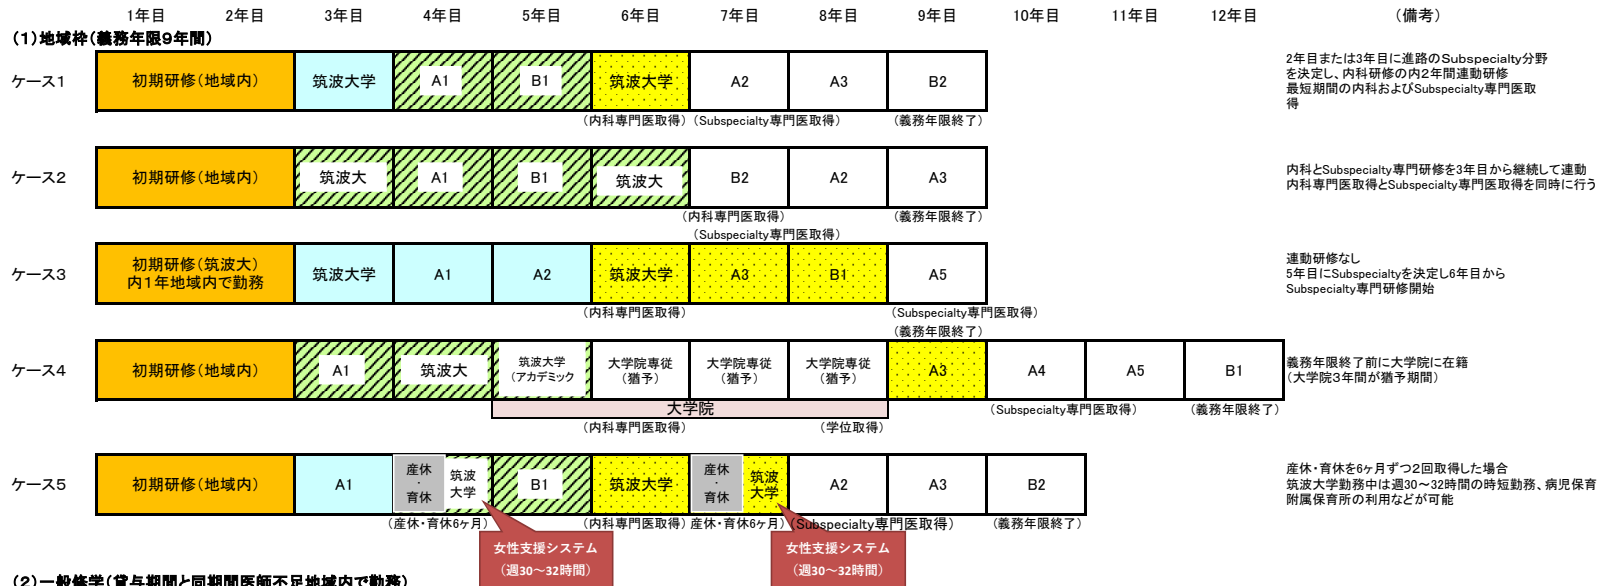 1年目 2年目 3年目 4年目 5年目 6年目 7年目 8年目 9年目 10年目 11年目 12年目 （備考）
（１）地域枠（義務年限９年間）
ケース1 初期研修（地域内） 筑波大学 A1 B1 筑波大学 A2 A3 B2
（内科専門医取得） （Subspecialty専門医取得） （義務年限終了）
2年目または3年目に進路のSubspecialty分野
を決定し、内科研修の内２年間連動研修
最短期間の内科およびSubspecialty専門医取
得
ケース2 初期研修（地域内） 筑波大 A1 B1 筑波大 B2 A2 A3
（内科専門医取得） （義務年限終了）
（Subspecialty専門医取得）
内科とSubspecialty専門研修を3年目から継続して連動
内科専門医取得とSubspecialty専門医取得を同時に行う
ケース3 初期研修（筑波大）
内１年地域内で勤務
筑波大学 A1 A2 筑波大学 A3 B1 A5
（内科専門医取得） （Subspecialty専門医取得）
（義務年限終了）
連動研修なし
5年目にSubspecialtyを決定し6年目から
Subspecialty専門研修開始
ケース4 初期研修（地域内） A1 筑波大
筑波大学
（アカデミック
大学院専従
（猶予）
大学院専従
（猶予）
大学院専従
（猶予）
A3 A4 A5 B1
大学院
（内科専門医取得） （学位取得） （Subspecialty専門医取得） （義務年限終了）
義務年限終了前に大学院に在籍
（大学院３年間が猶予期間）
ケース5 初期研修（地域内） A1
産休
・
育休
筑波
大学
B1 筑波大学
産休
・
育休
筑波
大学
A2 A3 B2
（産休・育休6ヶ月） （内科専門医取得） 産休・育休6ヶ月） （Subspecialty専門医取得） （義務年限終了）
産休・育休を6ヶ月ずつ２回取得した場合
筑波大学勤務中は週30～32時間の時短勤務、病児保育
附属保育所の利用などが可能
女性支援システム
（週30～32時間）
女性支援システム
（週30～32時間）
（２）一般修学（貸与期間と同期間医師不足地域内で勤務）